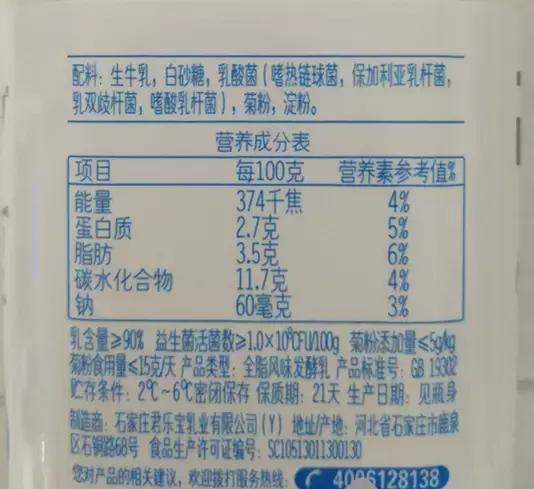 配料：生牛乳，白砂糖，乳酸菌（嗜热链球菌，保加利亚乳杆菌，
乳双歧杆菌，嗜酸乳杆菌），菊粉，淀粉。
营养成分表
项目 每100克 营养素参考值%
能量 374千焦 4%
蛋白质 2.7克 5%
脂肪 3.5克 6%
碳水化合物 11.7克 4%
钠 60毫克 3%
乳含量≥90% 益生菌活菌数≥ 菊粉添加量≤5g/kg
菊粉食用量≤15克/天 产品类型：全脂风味发酵乳 产品标准号：GB 19302
贮存条件：2℃~6℃密闭保存 保质期：21天 生产日期：见瓶身
制造商：石家庄君乐宝乳业有限公司(Y) 地址/产地：河北省石家庄市鹿泉
区石铜路68号 食品生产许可证编号：SC10513011300130
您对产品的相关建议，欢迎拨打服务热线： 4006128138